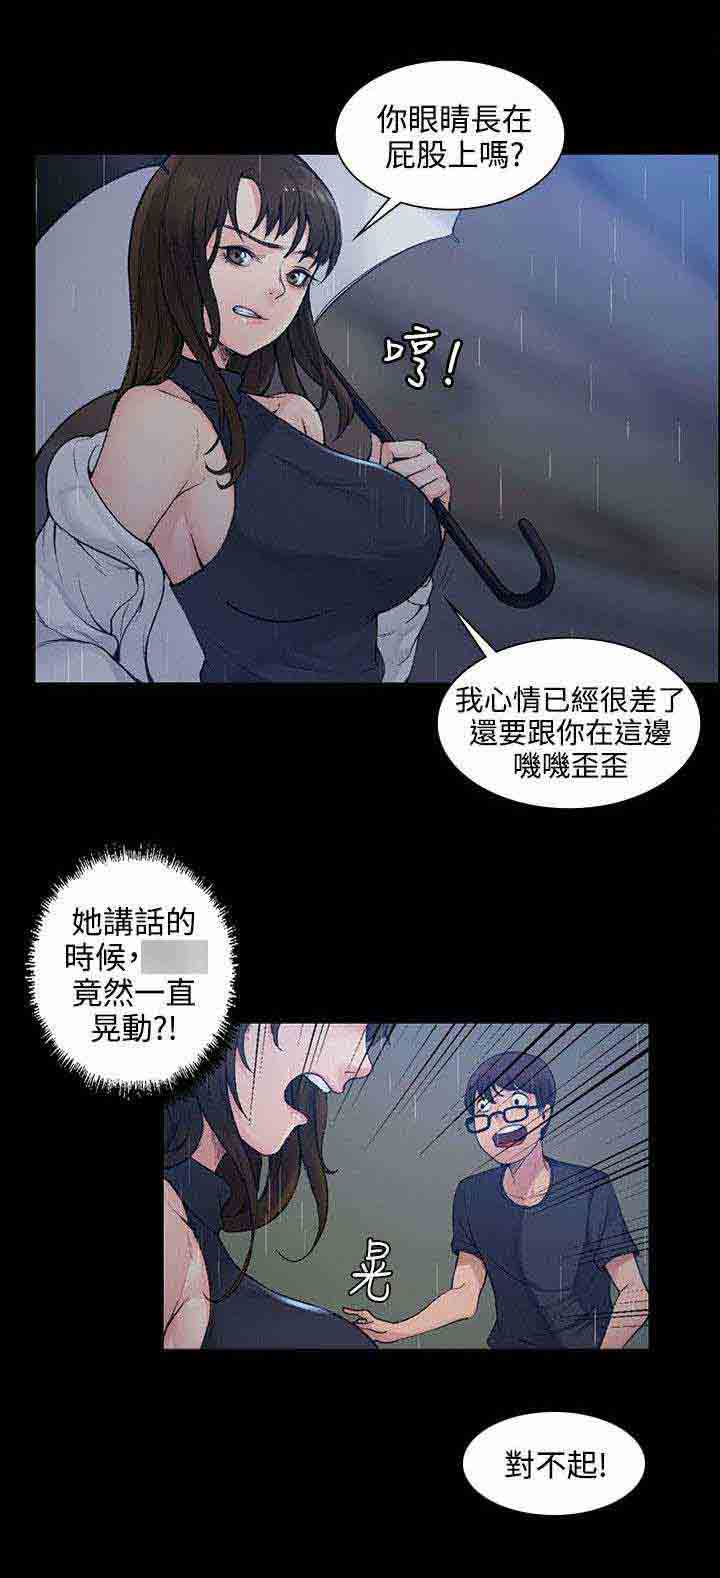 你眼睛長在
屁股上嗎?
哼!
我心情已經很差了
還要跟你在這邊
嘰嘰歪歪
她講話的
時候，
竟然一直
晃動?!
晃
對不起!